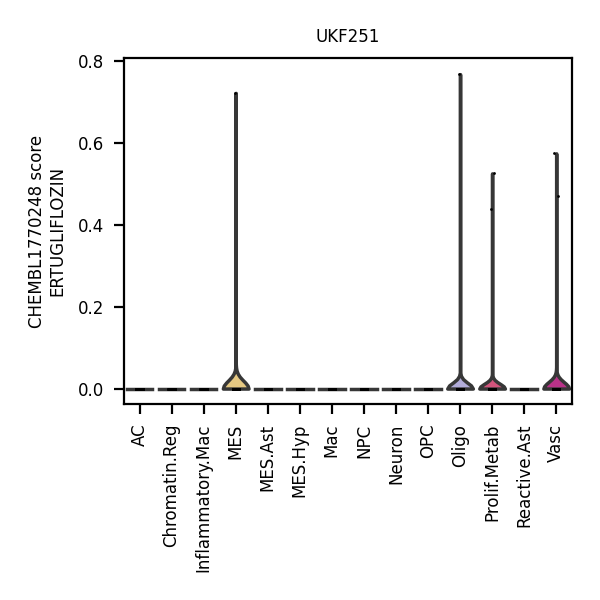 UKF251
CHEMBL1770248 score
ERTUGLIFLOZIN
0.8
0.6
0.4
0.2
0.0
AC
Chromatin.Reg
Inflammatory.Mac
MES
MES.Ast
MES.Hyp
Mac
NPC
Neuron
OPC
Oligo
Prolif.Metab
Reactive.Ast
Vasc